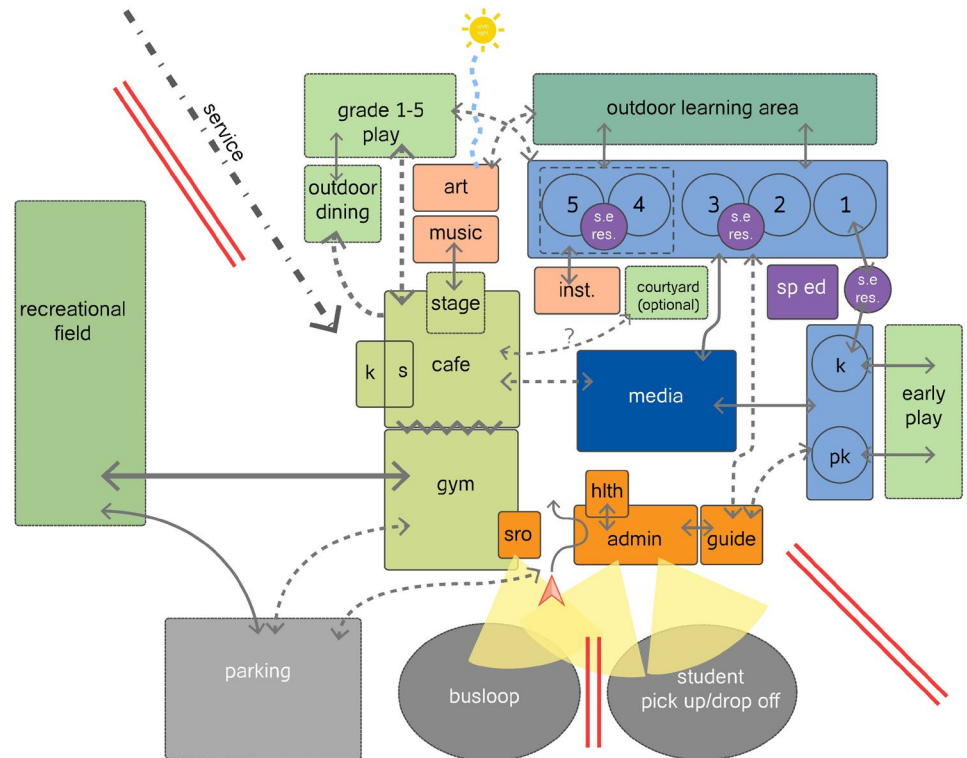 service
grade 1-5
play
outdoor learning area
outdoor
dining
art
music
5
4
s.e
res.
3
s.e
res.
2
1
recreational
field
stage
inst.
courtyard
(optional)
sp ed
s.e
res.
?
k
s
cafe
media
k
pk
early
play
gym
hlth
sro
admin
guide
parking
busloop
student
pick up/drop off